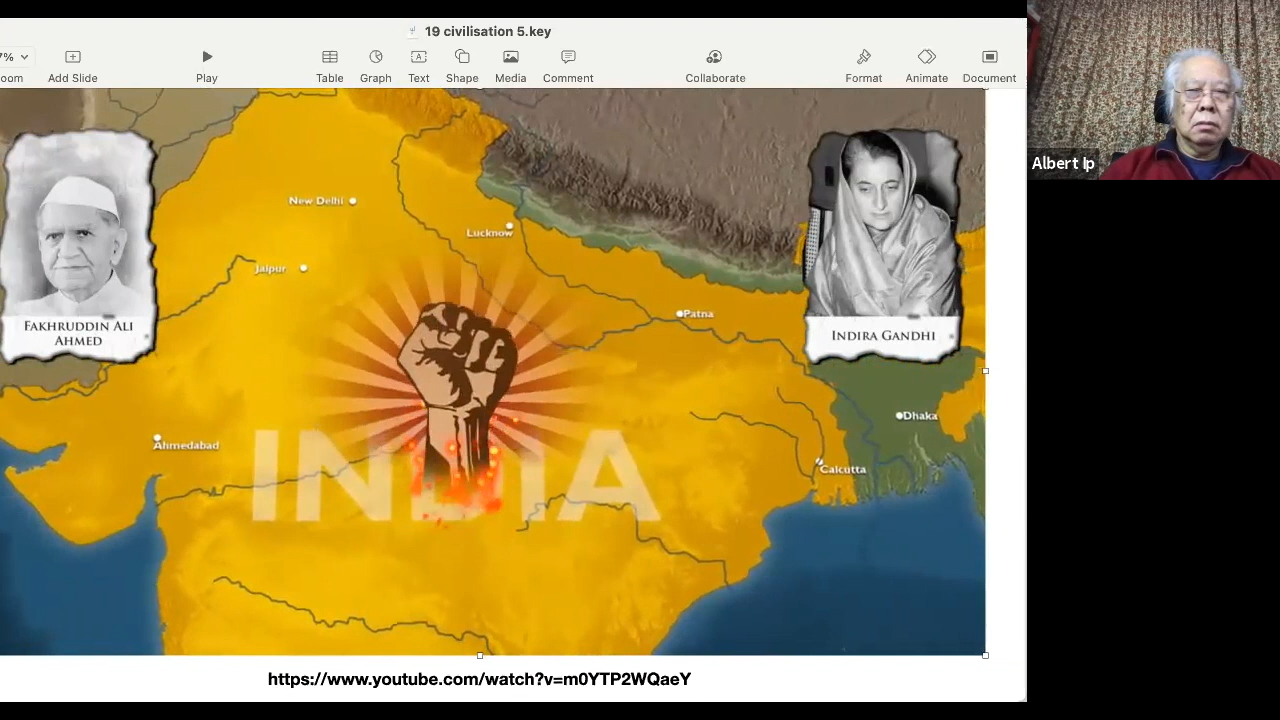 19 civilisation 5.key
7%
oom
Add Slide
Play
Table
Graph
Text
Shape
Media
Comment
Collaborate
Format
Animate
Document
Albert Ip
New Delhi
Lucknow
Jaipur
Patna
FAKHRUDDIN ALI
AHMED
INDIRA GANDHI
Dhaka
Ahmedabad
INDIA
Calcutta
https://www.youtube.com/watch?v=m0YTP2WQaeY